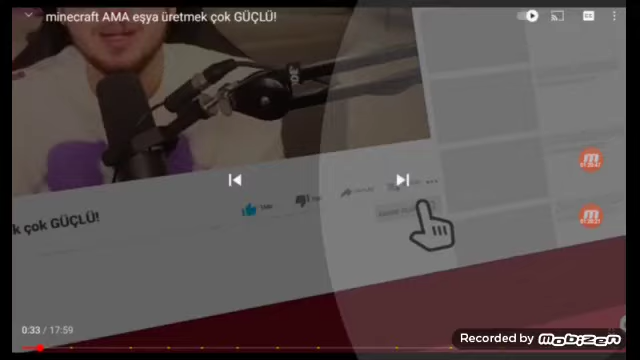 minecraft AMA eşya üretmek çok GÜÇLÜ!
k çok GÜÇLÜ!
0:33 / 17:59
Recorded by mobizen